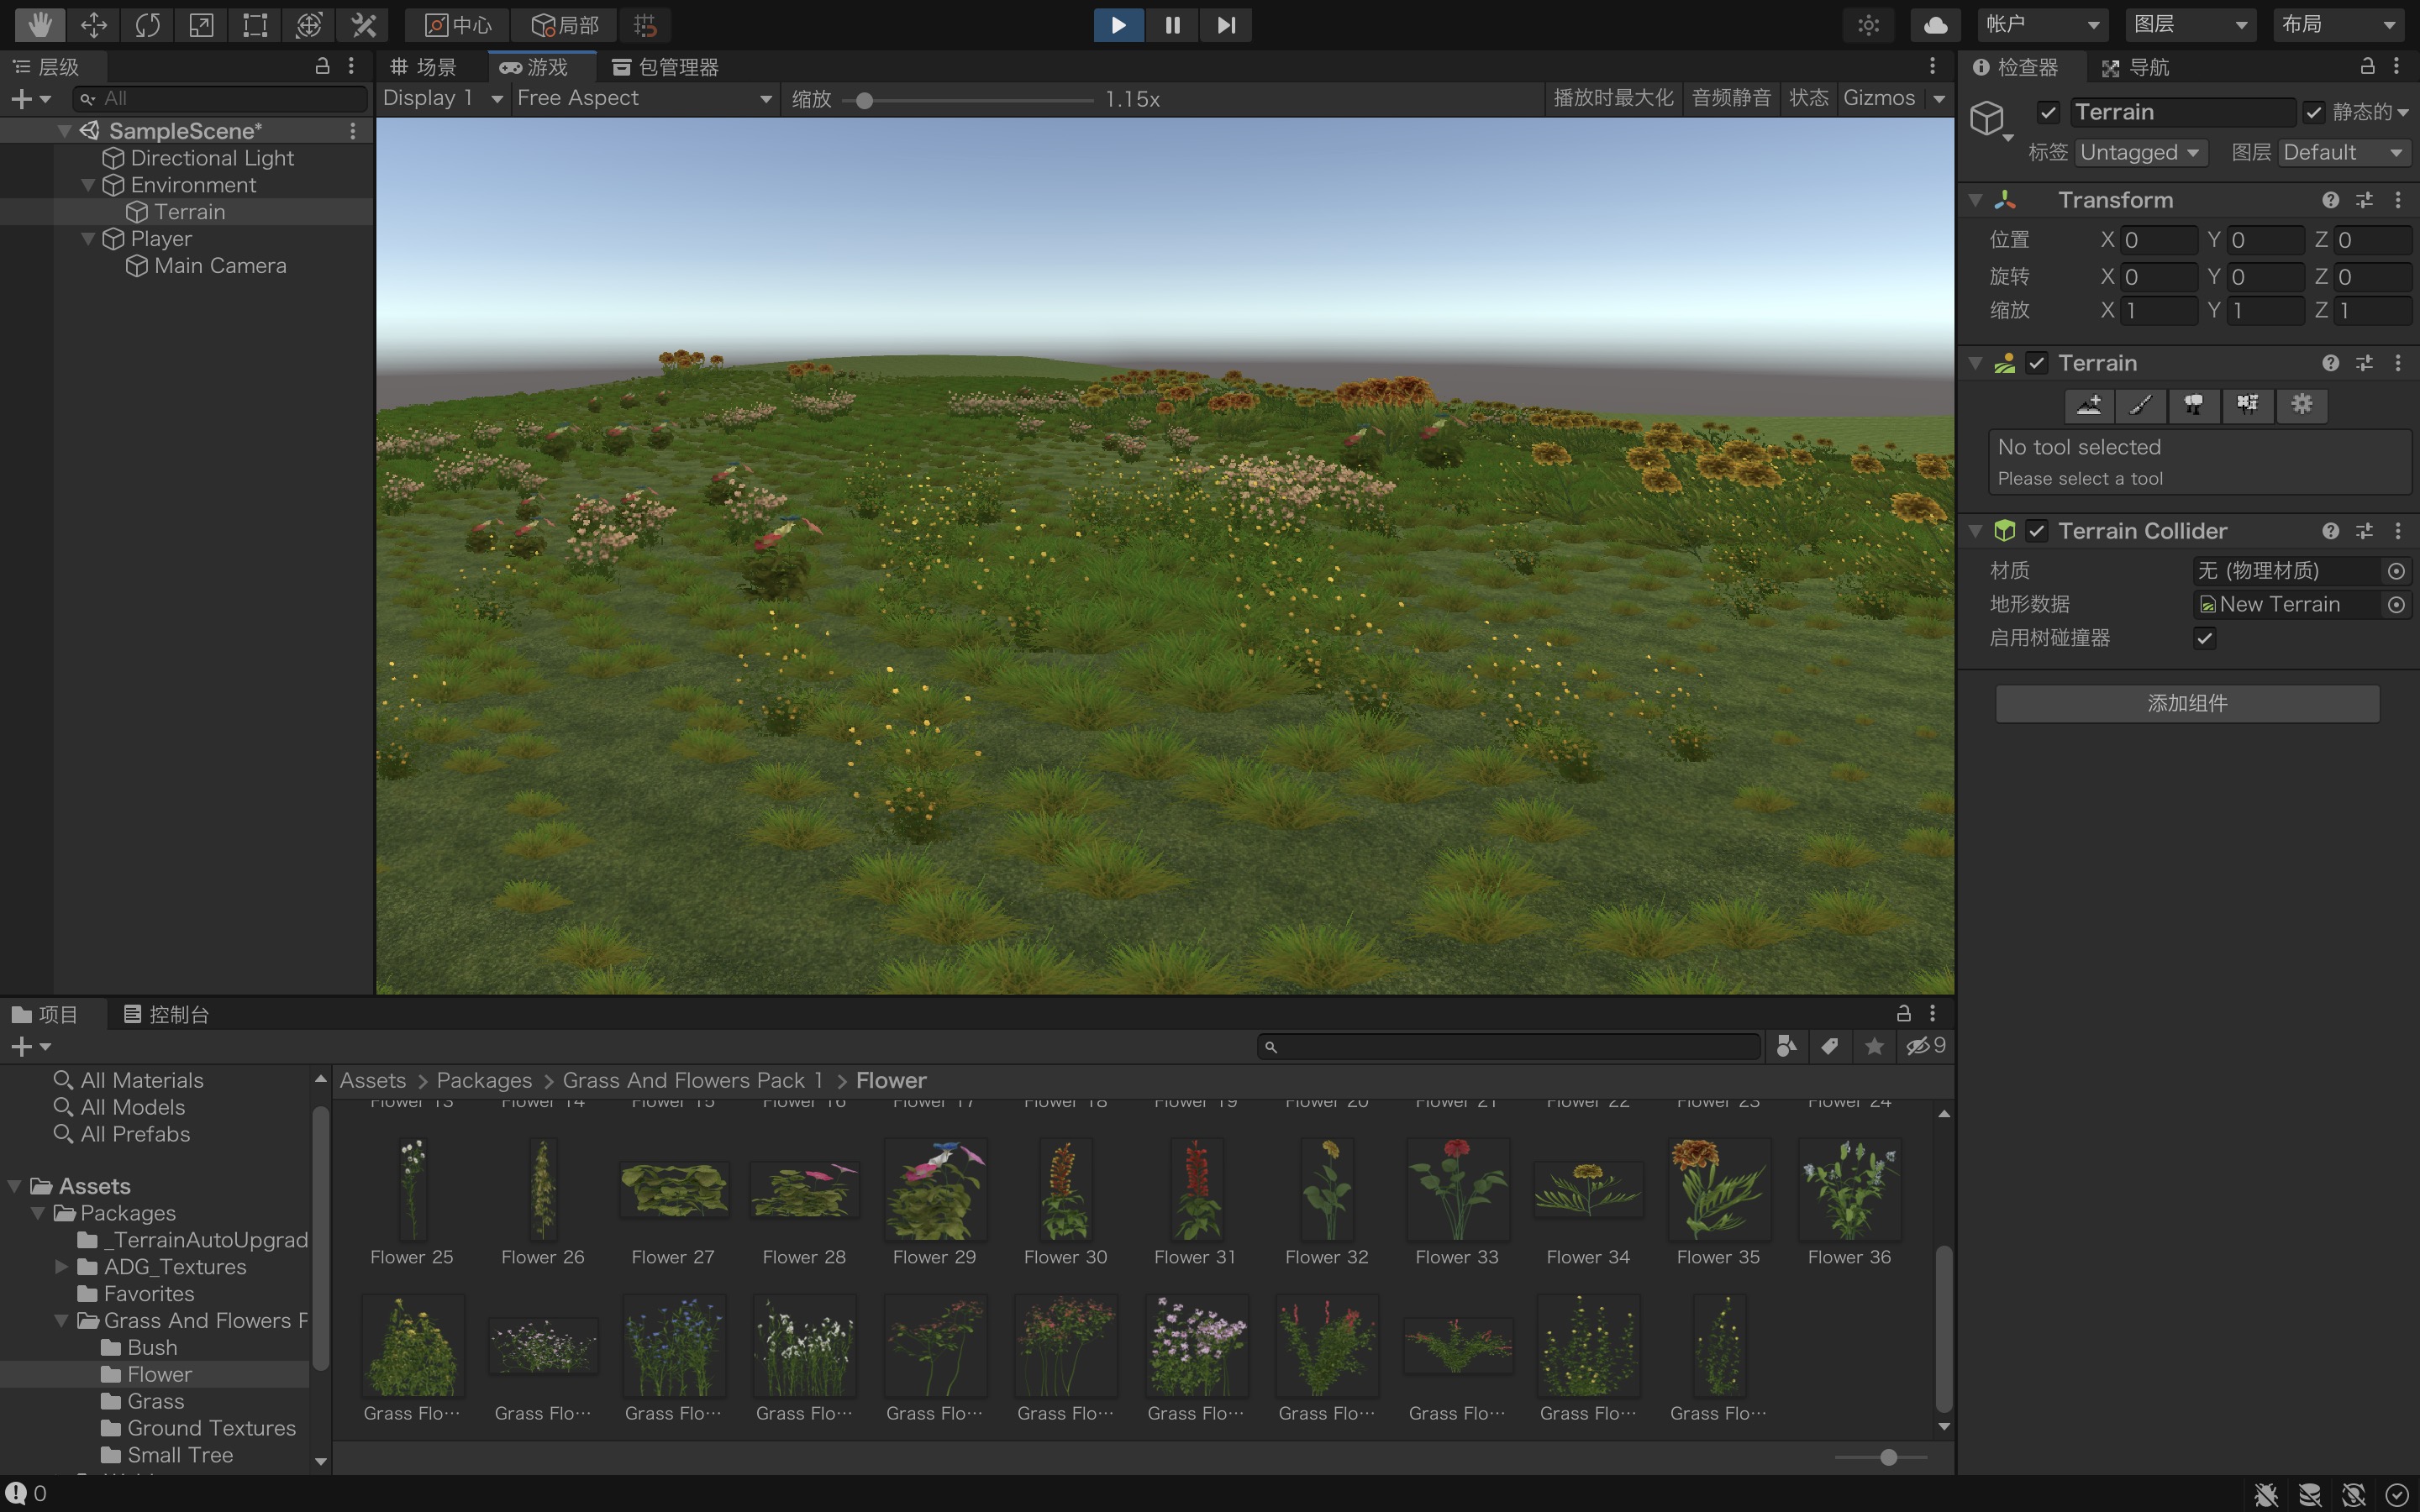 中心
局部
帐户
图层
布局
层级
All
SampleScene*
Directional Light
Environment
Terrain
Player
Main Camera
场景
游戏
包管理器
Display 1
Free Aspect
缩放
1.15x
播放时最大化
音频静音
状态
Gizmos
检查器
导航
Terrain
静态的
标签
Untagged
图层
Default
Transform
位置 X 0 Y 0 Z 0
旋转 X 0 Y 0 Z 0
缩放 X 1 Y 1 Z 1
Terrain
No tool selected
Please select a tool
Terrain Collider
材质 无 (物理材质)
地形数据 New Terrain
启用树碰撞器
添加组件
项目
控制台
9
All Materials
All Models
All Prefabs
Assets
Packages
_TerrainAutoUpgrad
ADG_Textures
Favorites
Grass And Flowers F
Bush
Flower
Grass
Ground Textures
Small Tree
Assets > Packages > Grass And Flowers Pack 1 > Flower
Flower 13 Flower 14 Flower 15 Flower 16 Flower 17 Flower 18 Flower 19 Flower 20 Flower 21 Flower 22 Flower 23 Flower 24
Flower 25 Flower 26 Flower 27 Flower 28 Flower 29 Flower 30 Flower 31 Flower 32 Flower 33 Flower 34 Flower 35 Flower 36
Grass Flo… Grass Flo… Grass Flo… Grass Flo… Grass Flo… Grass Flo… Grass Flo… Grass Flo… Grass Flo… Grass Flo… Grass Flo…
0